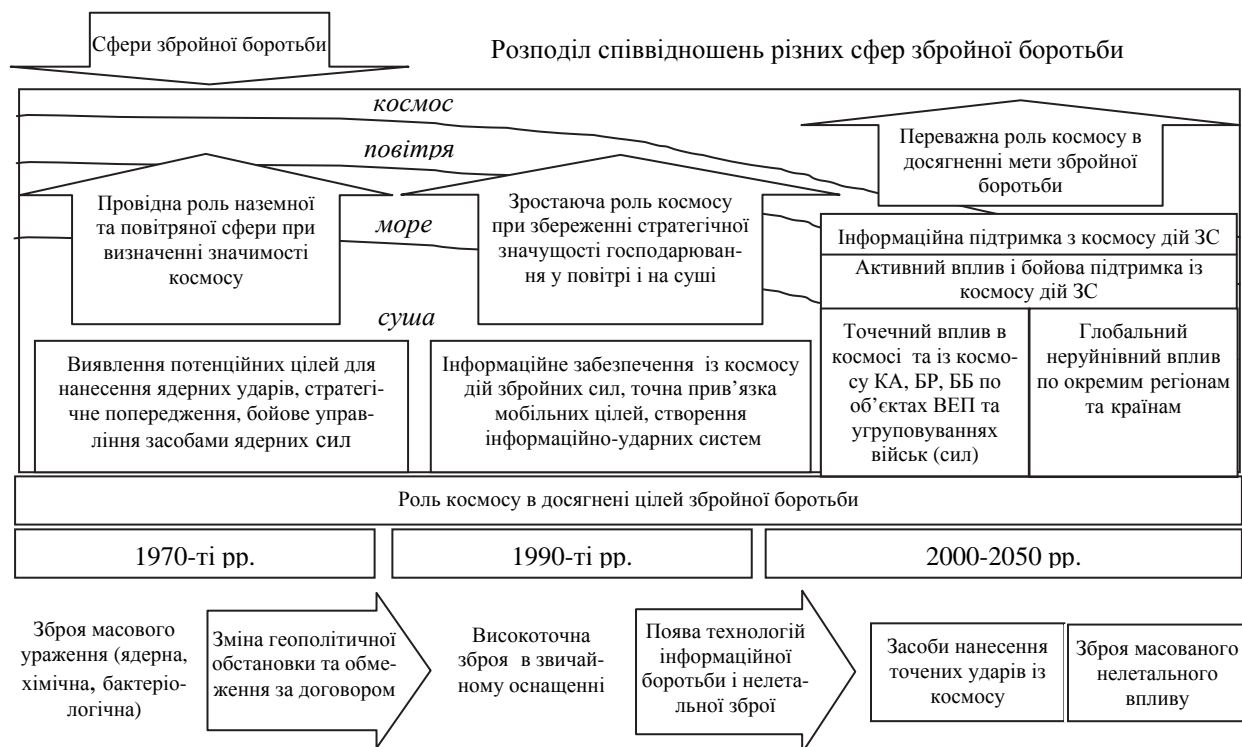 Сфери збройної боротьби
Розподіл співвідношень різних сфер збройної боротьби
космос
повітря
море
суша
Провідна роль наземної
та повітряної сфери при
визначенні значимості
космосу
Зростаюча роль космосу
при збереженні стратегічної
значущості господарюван-
ня у повітрі і на суші
Переважна роль космосу в
досягненні мети збройної
боротьби
Інформаційна підтримка з космосу дій ЗС
Активний вплив і бойова підтримка із
космосу дій ЗС
Виявлення потенційних цілей для
нанесення ядерних ударів, стратегі-
чне попередження, бойове управ-
ління засобами ядерних сил
Інформаційне забезпечення із космосу
дій збройних сил, точна прив’язка
мобільних цілей, створення
інформаційно-ударних систем
Точечний вплив в
космосі та із космо-
су КА, БР, ББ по
об’єктах ВЕП та
угруповуваннях
військ (сил)
Глобальний
неруйнівний вплив
по окремим регіонам
та країнам
Роль космосу в досягнені цілей збройної боротьби
1970-ті рр.
1990-ті рр.
2000-2050 рр.
Зброя масового
ураження (ядерна,
хімічна, бактеріо-
логічна)
Зміна геополітичної
обстановки та обме-
ження за договором
Високоточна
зброя в звичай-
ному оснащенні
Поява технологій
інформаційної
боротьби і нелета-
льної зброї
Засоби нанесення
точених ударів із
космосу
Зброя масованого
нелетального
впливу